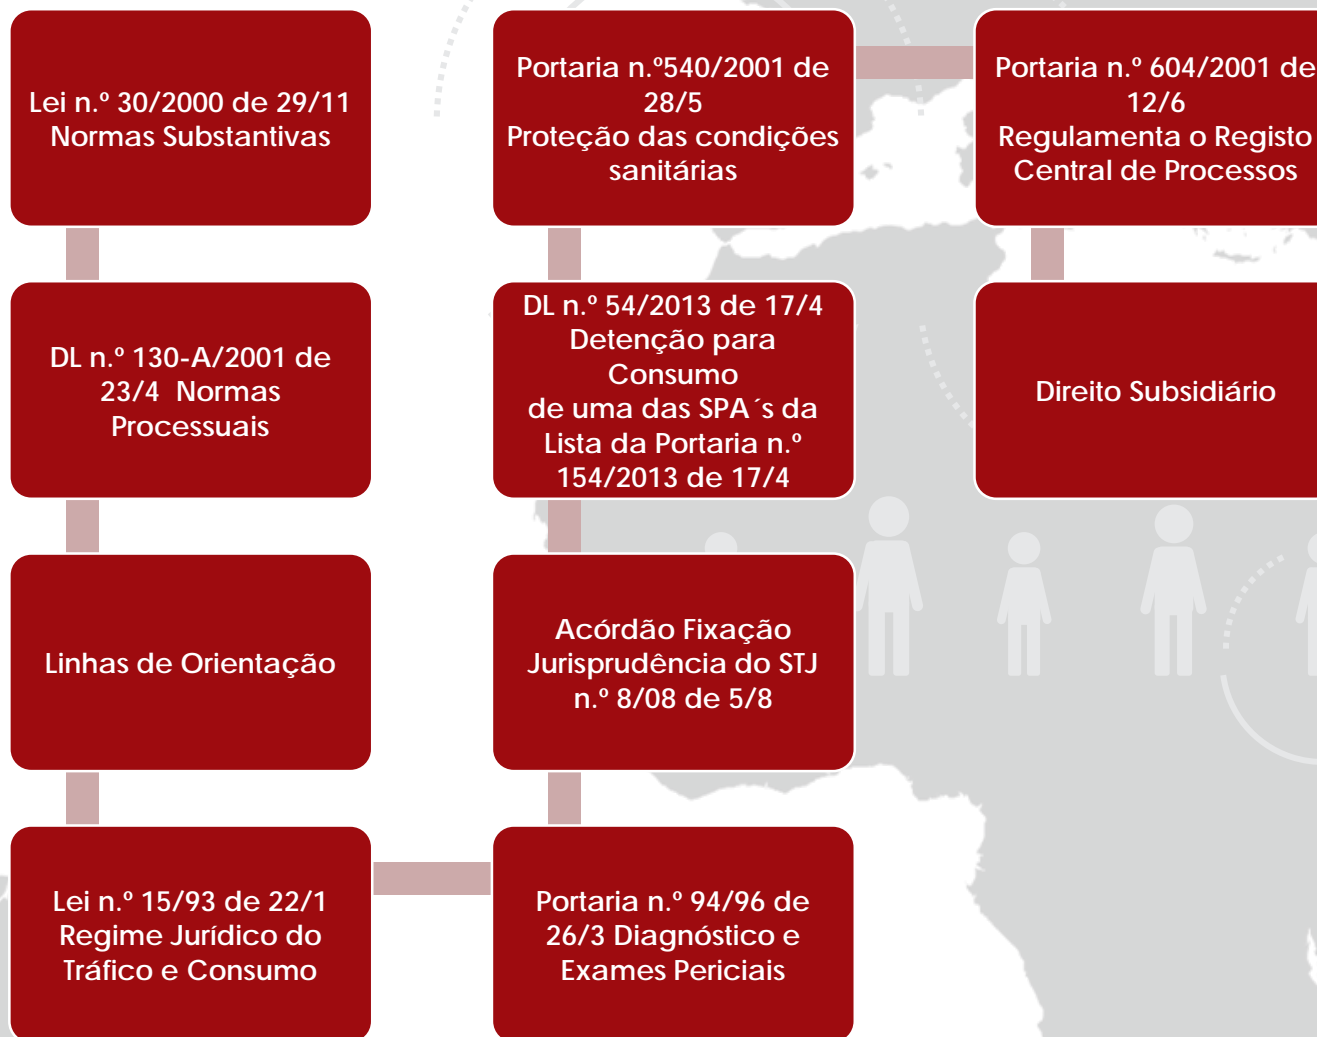 Lei n.º 30/2000 de 29/11
Normas Substantivas
DL n.º 130-A/2001 de
23/4 Normas
Processuais
Linhas de Orientação
Lei n.º 15/93 de 22/1
Regime Jurídico do
Tráfico e Consumo
Portaria n.º 94/96 de
26/3 Diagnóstico e
Exames Periciais
Acórdão Fixação
Jurisprudência do STJ
n.º 8/08 de 5/8
DL n.º 54/2013 de 17/4
Detenção para
Consumo
de uma das SPA´s da
Lista da Portaria n.º
154/2013 de 17/4
Portaria n.º540/2001 de
28/5
Proteção das condições
sanitárias
Portaria n.º 604/2001 de
12/6
Regulamenta o Registo
Central de Processos
Direito Subsidiário